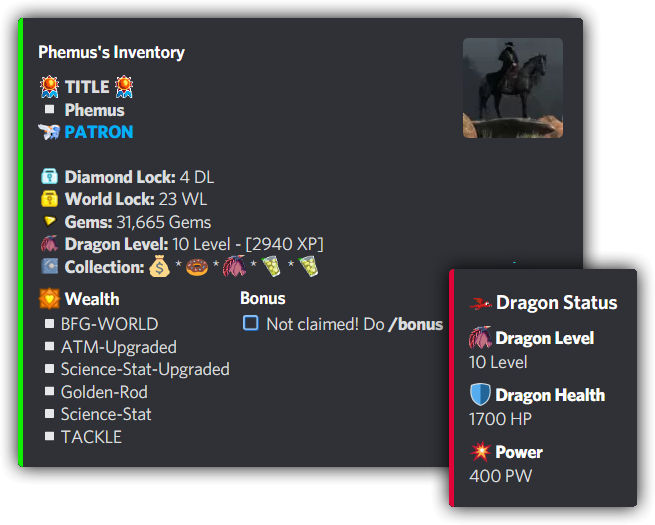 Phemus's Inventory
TITLE
Phemus
PATRON
Diamond Lock: 4 DL
World Lock: 23 WL
Gems: 31,665 Gems
Dragon Level: 10 Level - [2940 XP]
Collection: * * * *
Wealth
BFG-WORLD
ATM-Upgraded
Science-Stat-Upgraded
Golden-Rod
Science-Stat
TACKLE
Bonus
Not claimed! Do /bonus
Dragon Status
Dragon Level
10 Level
Dragon Health
1700 HP
Power
400 PW